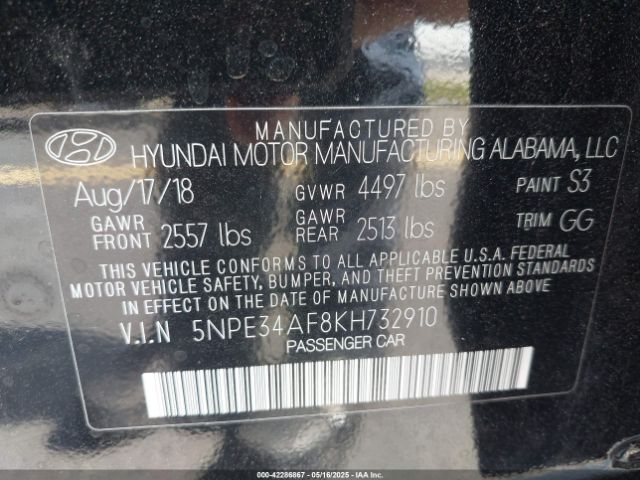 MANUFACTURED BY
HYUNDAI MOTOR MANUFACTURING ALABAMA, LLC
Aug/17/18 GVWR 4497 lbs PAINT S3
GAWR FRONT 2557 lbs GAWR REAR 2513 lbs TRIM GG
THIS VEHICLE CONFORMS TO ALL APPLICABLE U.S.A. FEDERAL
MOTOR VEHICLE SAFETY, BUMPER, AND THEFT PREVENTION STANDARDS
IN EFFECT ON THE DATE OF MANUFACTURE SHOWN ABOVE
V.I.N 5NPE34AF8KH732910
PASSENGER CAR
000-42286867 - 05/16/2025 - IAAI.COM